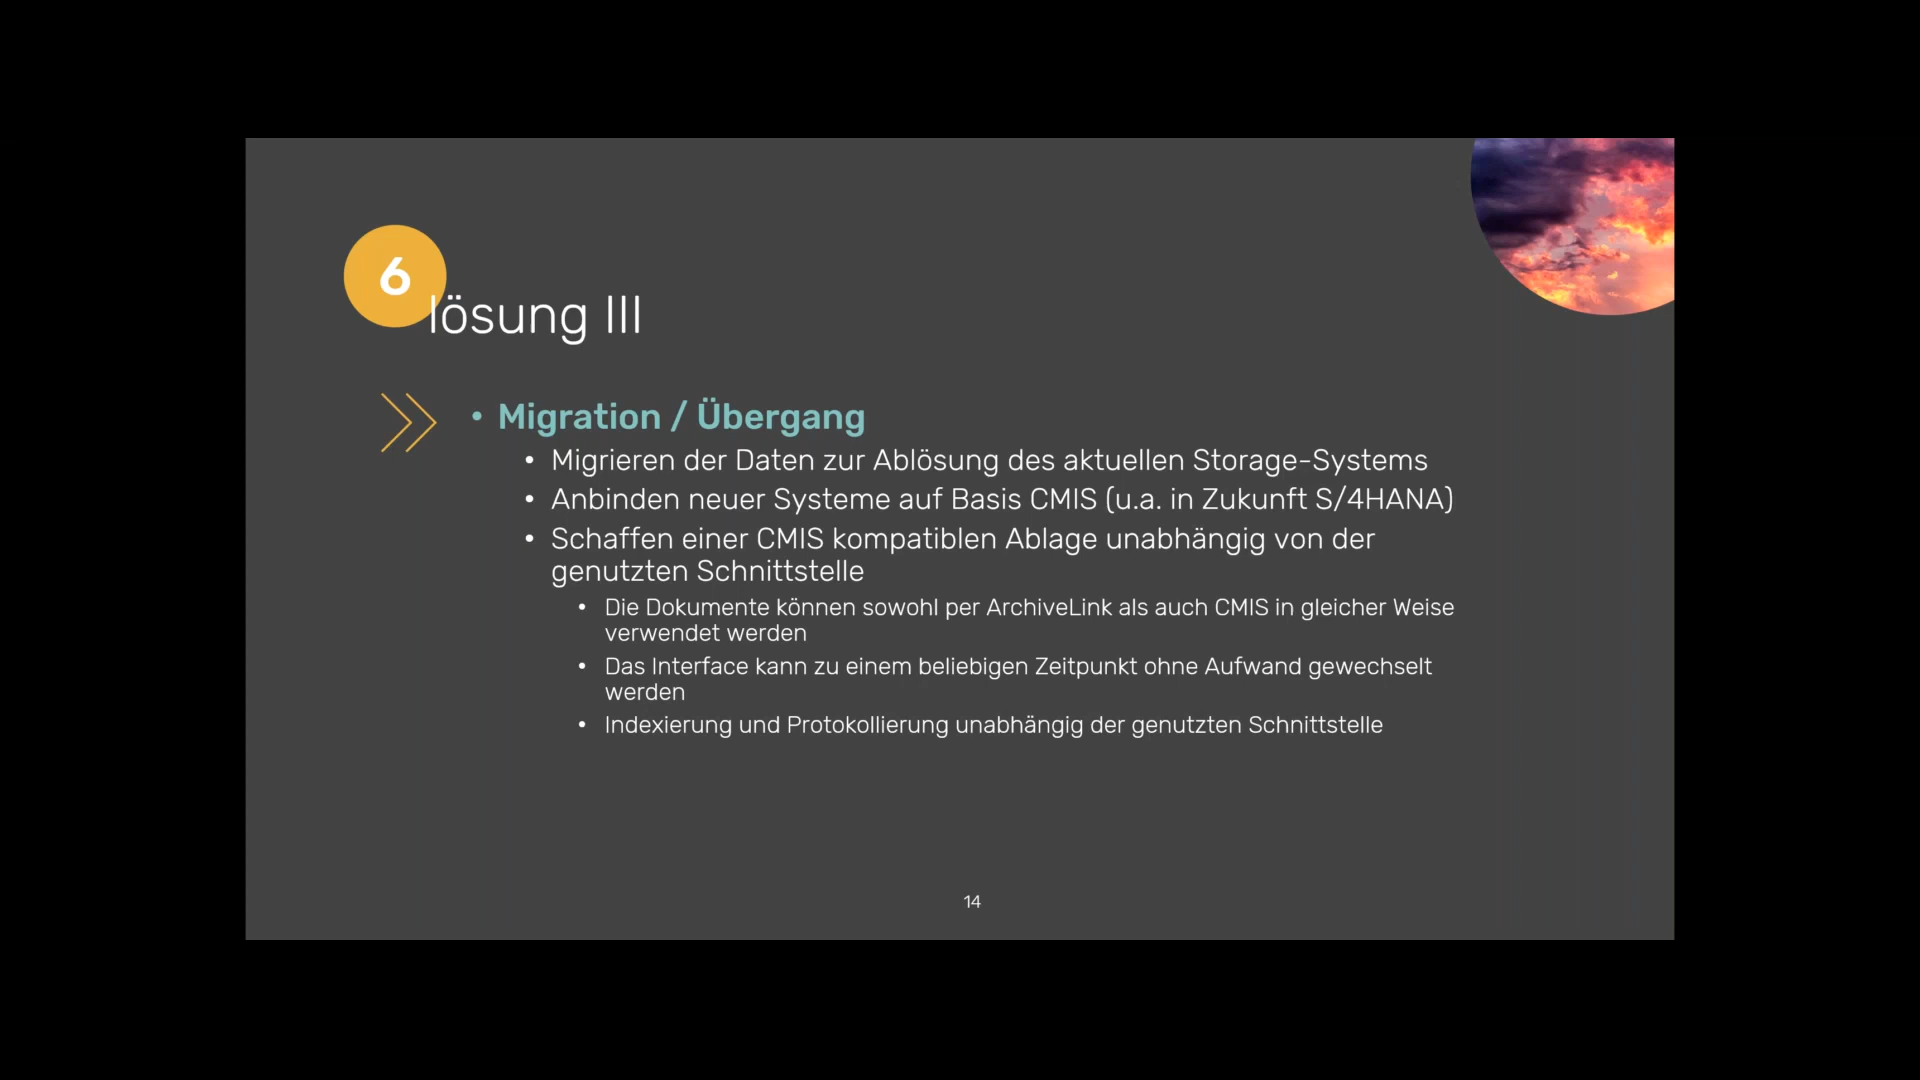 6
lösung III
• Migration / Übergang
• Migrieren der Daten zur Ablösung des aktuellen Storage-Systems
• Anbinden neuer Systeme auf Basis CMIS (u.a. in Zukunft S/4HANA)
• Schaffen einer CMIS kompatiblen Ablage unabhängig von der
genutzten Schnittstelle
• Die Dokumente können sowohl per ArchiveLink als auch CMIS in gleicher Weise
verwendet werden
• Das Interface kann zu einem beliebigen Zeitpunkt ohne Aufwand gewechselt
werden
• Indexierung und Protokollierung unabhängig der genutzten Schnittstelle
14